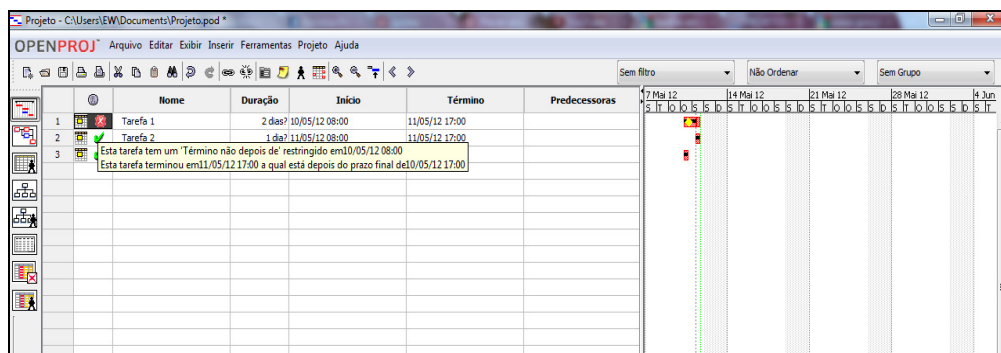 Projeto - C:\Users\EW\Documents\Projeto.pod *
OPENPROJ Arquivo Editar Exibir Inserir Ferramentas Projeto Ajuda
Sem filtro Não Ordenar Sem Grupo
Nome Duração Início Término Predecessoras 7 Mai 12 14 Mai 12 21 Mai 12 28 Mai 12 4 Jun
S T Q Q S S D S T Q Q S S D S T Q Q S S D S T Q Q S S D S T
1 Tarefa 1 2 dias? 10/05/12 08:00 11/05/12 17:00
2 Tarefa 2 1 dia? 11/05/12 08:00 11/05/12 17:00
3 Esta tarefa tem um 'Término não depois de' restringido em10/05/12 08:00
Esta tarefa terminou em11/05/12 17:00 a qual está depois do prazo final de10/05/12 17:00